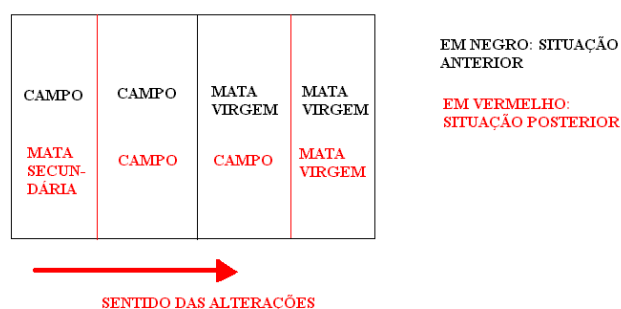 CAMPO
CAMPO
MATA
VIRGEM
MATA
VIRGEM
MATA
SECUN-
DÁRIA
CAMPO
CAMPO
MATA
VIRGEM
EM NEGRO: SITUAÇÃO
ANTERIOR
EM VERMELHO:
SITUAÇÃO POSTERIOR
SENTIDO DAS ALTERAÇÕES